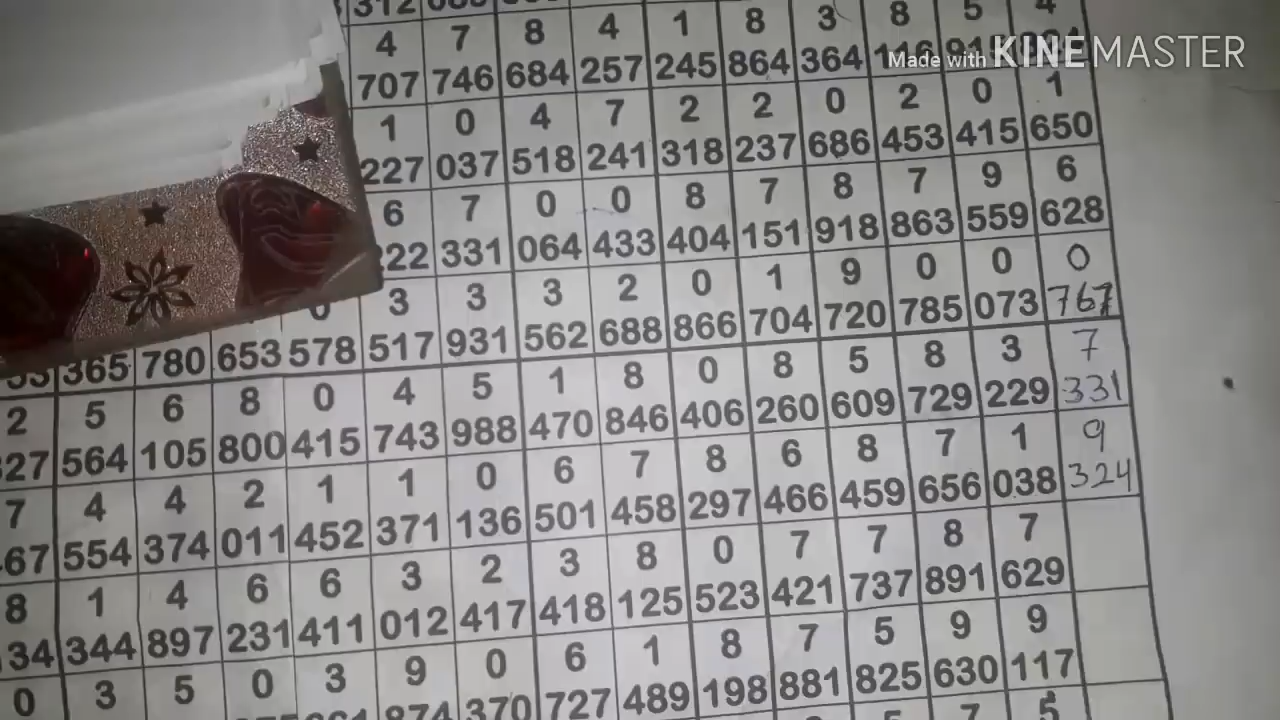 312
4 7 8 4 1 8 3 8 5 4
707 746 684 257 245 864 364 116
Made with KINEMASTER
1 0 4 7 2 2 0 2 0 1
227 037 518 241 318 237 686 453 415 650
6 7 0 0 8 7 8 7 9 6
22 331 064 433 404 151 918 863 559 628
3 3 3 2 0 1 9 0 0 0
365 780 653 578 517 931 562 688 866 704 720 785 073 767
2 5 6 8 0 4 5 1 8 0 8 5 8 3 7
27 564 105 800 415 743 988 470 846 406 260 609 729 229 331
7 4 4 2 1 1 0 6 7 8 6 8 7 1 9
67 554 374 011 452 371 136 501 458 297 466 459 656 038 324
8 1 4 6 6 3 2 3 8 0 7 7 8 7
34 344 897 231 411 012 417 418 125 523 421 737 891 629
0 3 5 0 3 9 0 6 1 8 7 5 9 9
874 370 727 489 198 881 825 630 117
7 5